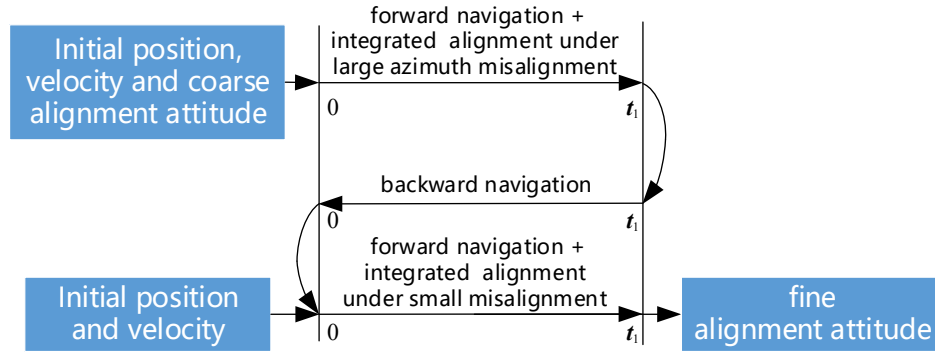 Initial position,
velocity and coarse
alignment attitude
forward navigation +
integrated alignment under
large azimuth misalignment
0
t₁
backward navigation
0
t₁
Initial position
and velocity
forward navigation +
integrated alignment
under small misalignment
0
t₁
fine
alignment attitude